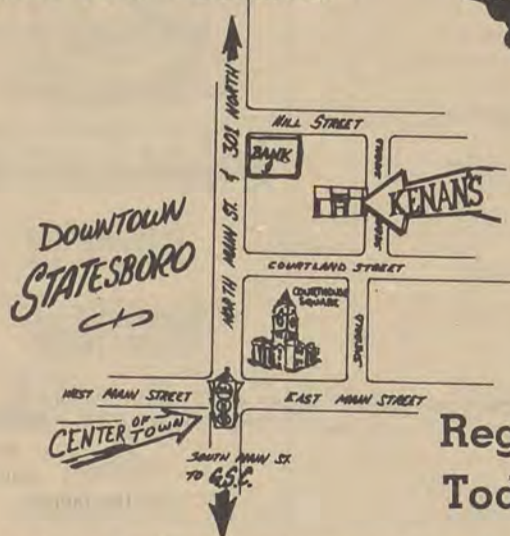 HILL STREET
BANK
KENAN'S
NORTH MAIN ST. & 301 NORTH
DOWNTOWN
STATESBORO
COURTLAND STREET
COURTHOUSE
SQUARE
WEST MAIN STREET
EAST MAIN STREET
CENTER OF TOWN
SOUTH MAIN ST.
TO G.S.C.
Reg
Tod